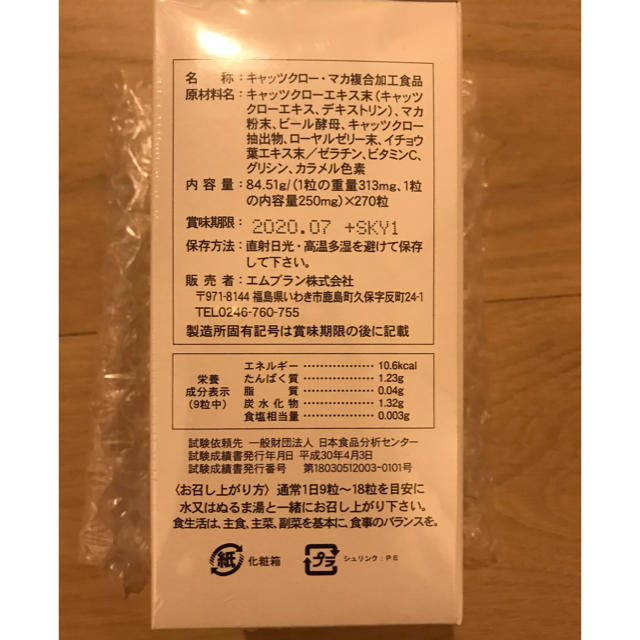 名　　称：キャッツクロー・マカ複合加工食品
原材料名：キャッツクローエキス末（キャッツ
クローエキス、デキストリン）、マカ
粉末、ビール酵母、キャッツクロー
抽出物、ローヤルゼリー末、イチョウ
葉エキス末／ゼラチン、ビタミンC、
グリシン、カラメル色素
内 容 量：84.51g/（1粒の重量313mg、1粒
の内容量250mg）×270粒
賞味期限：2020.07 +SKY1
保存方法：直射日光・高温多湿を避けて保存
して下さい。
販 売 者：エムプラン株式会社
〒971-8144 福島県いわき市鹿島町久保字反町24-1
TEL0246-760-755
製造所固有記号は賞味期限の後に記載
栄養
成分表示
（9粒中）
エネルギー ………………… 10.6kcal
たんぱく質 ………………… 1.23g
脂　　質 ………………… 0.04g
炭 水 化 物 ………………… 1.32g
食塩相当量 ………………… 0.003g
試験依頼先　一般財団法人 日本食品分析センター
試験成績書発行年月日 平成30年4月3日
試験成績書発行番号　第18030512003-0101号
〈お召し上がり方〉通常1日9粒〜18粒を目安に
水又はぬるま湯と一緒にお召し上がり下さい。
食生活は、主食、主菜、副菜を基本に、食事のバランスを。
紙 化粧箱
プラ シュリンク：PE